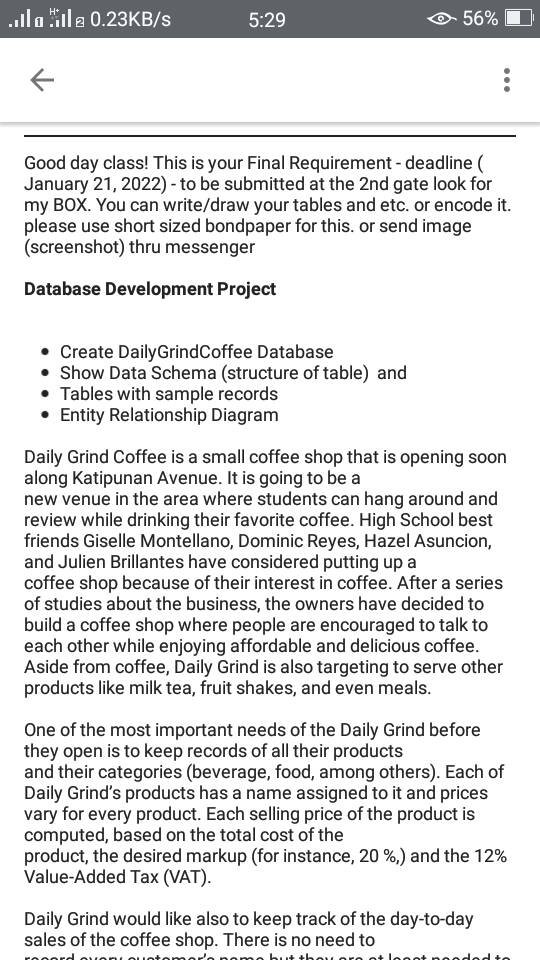 0.23KB/s 5:29 56%
Good day class! This is your Final Requirement - deadline (
January 21, 2022) - to be submitted at the 2nd gate look for
my BOX. You can write/draw your tables and etc. or encode it.
please use short sized bondpaper for this. or send image
(screenshot) thru messenger
Database Development Project
• Create DailyGrindCoffee Database
• Show Data Schema (structure of table) and
• Tables with sample records
• Entity Relationship Diagram
Daily Grind Coffee is a small coffee shop that is opening soon
along Katipunan Avenue. It is going to be a
new venue in the area where students can hang around and
review while drinking their favorite coffee. High School best
friends Giselle Montellano, Dominic Reyes, Hazel Asuncion,
and Julien Brillantes have considered putting up a
coffee shop because of their interest in coffee. After a series
of studies about the business, the owners have decided to
build a coffee shop where people are encouraged to talk to
each other while enjoying affordable and delicious coffee.
Aside from coffee, Daily Grind is also targeting to serve other
products like milk tea, fruit shakes, and even meals.
One of the most important needs of the Daily Grind before
they open is to keep records of all their products
and their categories (beverage, food, among others). Each of
Daily Grind's products has a name assigned to it and prices
vary for every product. Each selling price of the product is
computed, based on the total cost of the
product, the desired markup (for instance, 20 %,) and the 12%
Value-Added Tax (VAT).
Daily Grind would like also to keep track of the day-to-day
sales of the coffee shop. There is no need to
record every customer's name but they are at least needed to